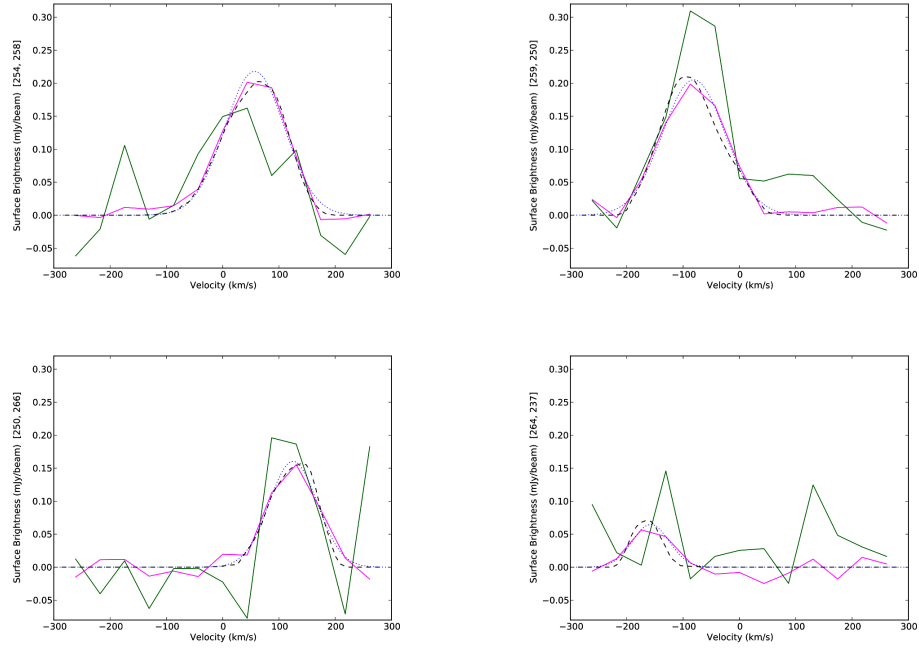 0.30
0.25
0.20
0.15
0.10
0.05
0.00
−0.05
Surface Brightness (mJy/beam) [254, 258]
−300 −200 −100 0 100 200 300
Velocity (km/s)
0.30
0.25
0.20
0.15
0.10
0.05
0.00
−0.05
Surface Brightness (mJy/beam) [259, 250]
−300 −200 −100 0 100 200 300
Velocity (km/s)
0.30
0.25
0.20
0.15
0.10
0.05
0.00
−0.05
Surface Brightness (mJy/beam) [250, 266]
−300 −200 −100 0 100 200 300
Velocity (km/s)
0.30
0.25
0.20
0.15
0.10
0.05
0.00
−0.05
Surface Brightness (mJy/beam) [264, 237]
−300 −200 −100 0 100 200 300
Velocity (km/s)